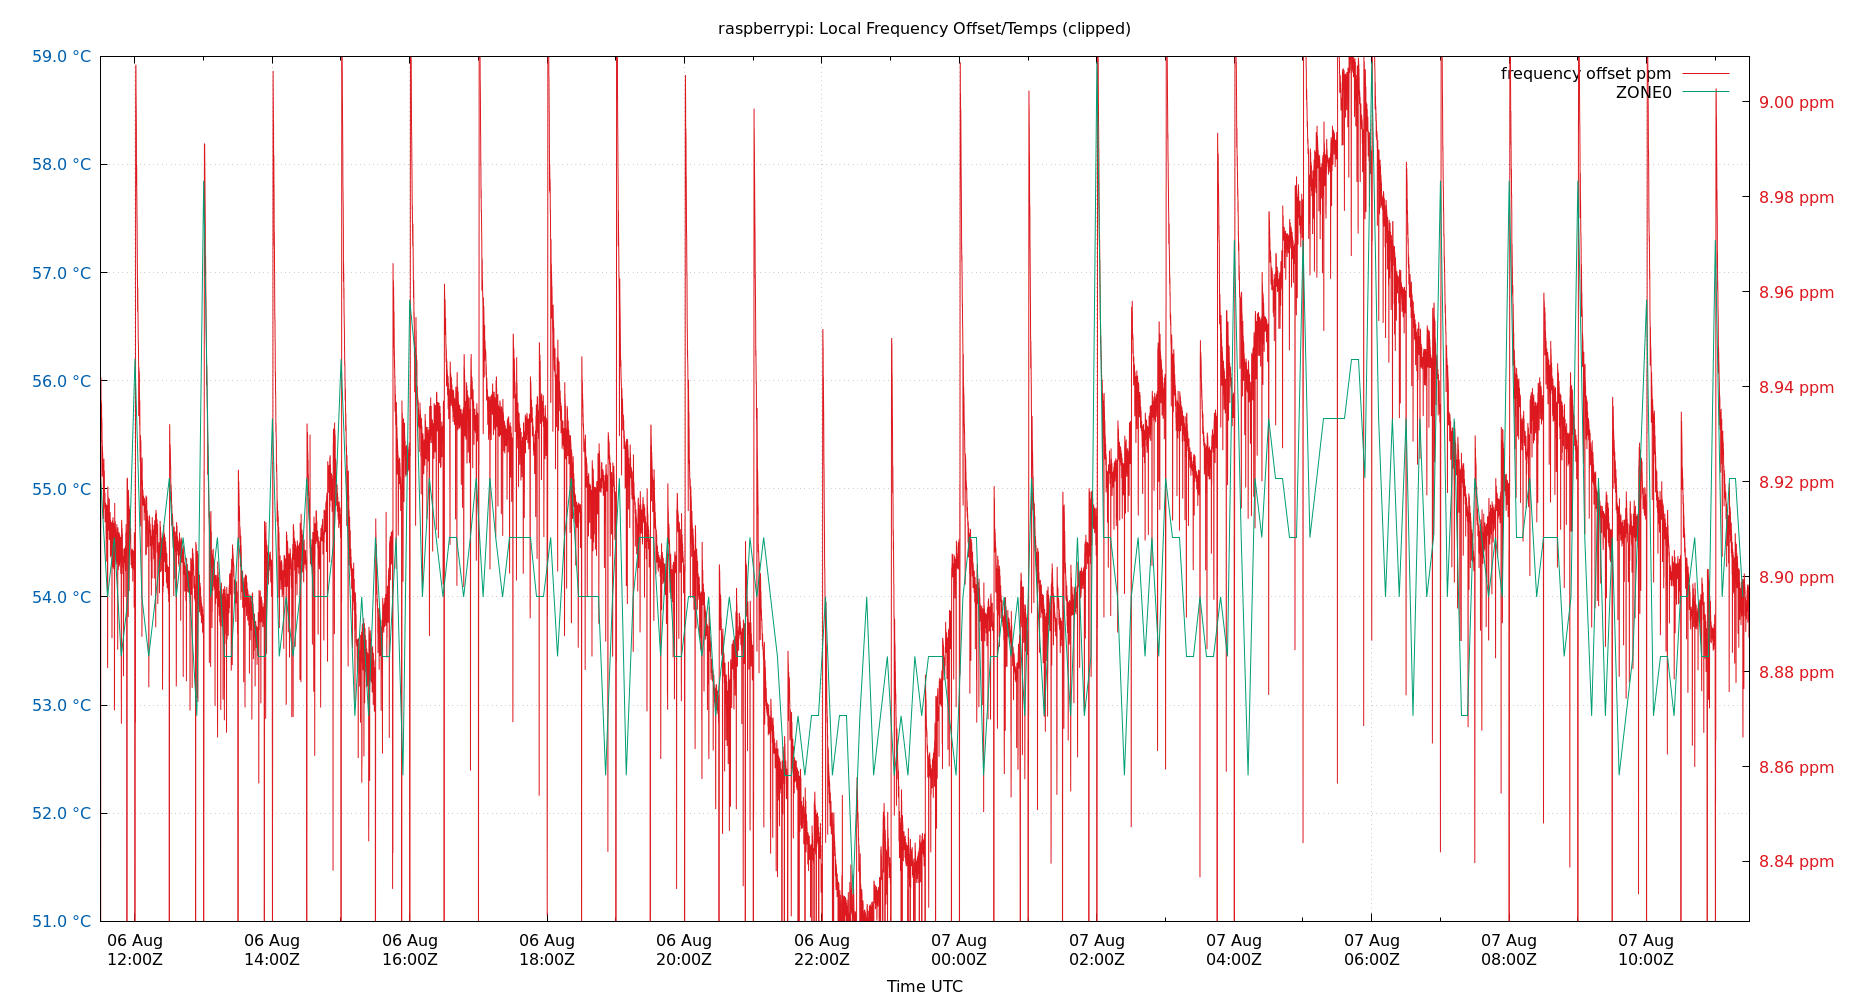 raspberrypi: Local Frequency Offset/Temps (clipped)
frequency offset ppm
ZONE0
59.0 °C
58.0 °C
57.0 °C
56.0 °C
55.0 °C
54.0 °C
53.0 °C
52.0 °C
51.0 °C
9.00 ppm
8.98 ppm
8.96 ppm
8.94 ppm
8.92 ppm
8.90 ppm
8.88 ppm
8.86 ppm
8.84 ppm
06 Aug
12:00Z
06 Aug
14:00Z
06 Aug
16:00Z
06 Aug
18:00Z
06 Aug
20:00Z
06 Aug
22:00Z
07 Aug
00:00Z
07 Aug
02:00Z
07 Aug
04:00Z
07 Aug
06:00Z
07 Aug
08:00Z
07 Aug
10:00Z
Time UTC